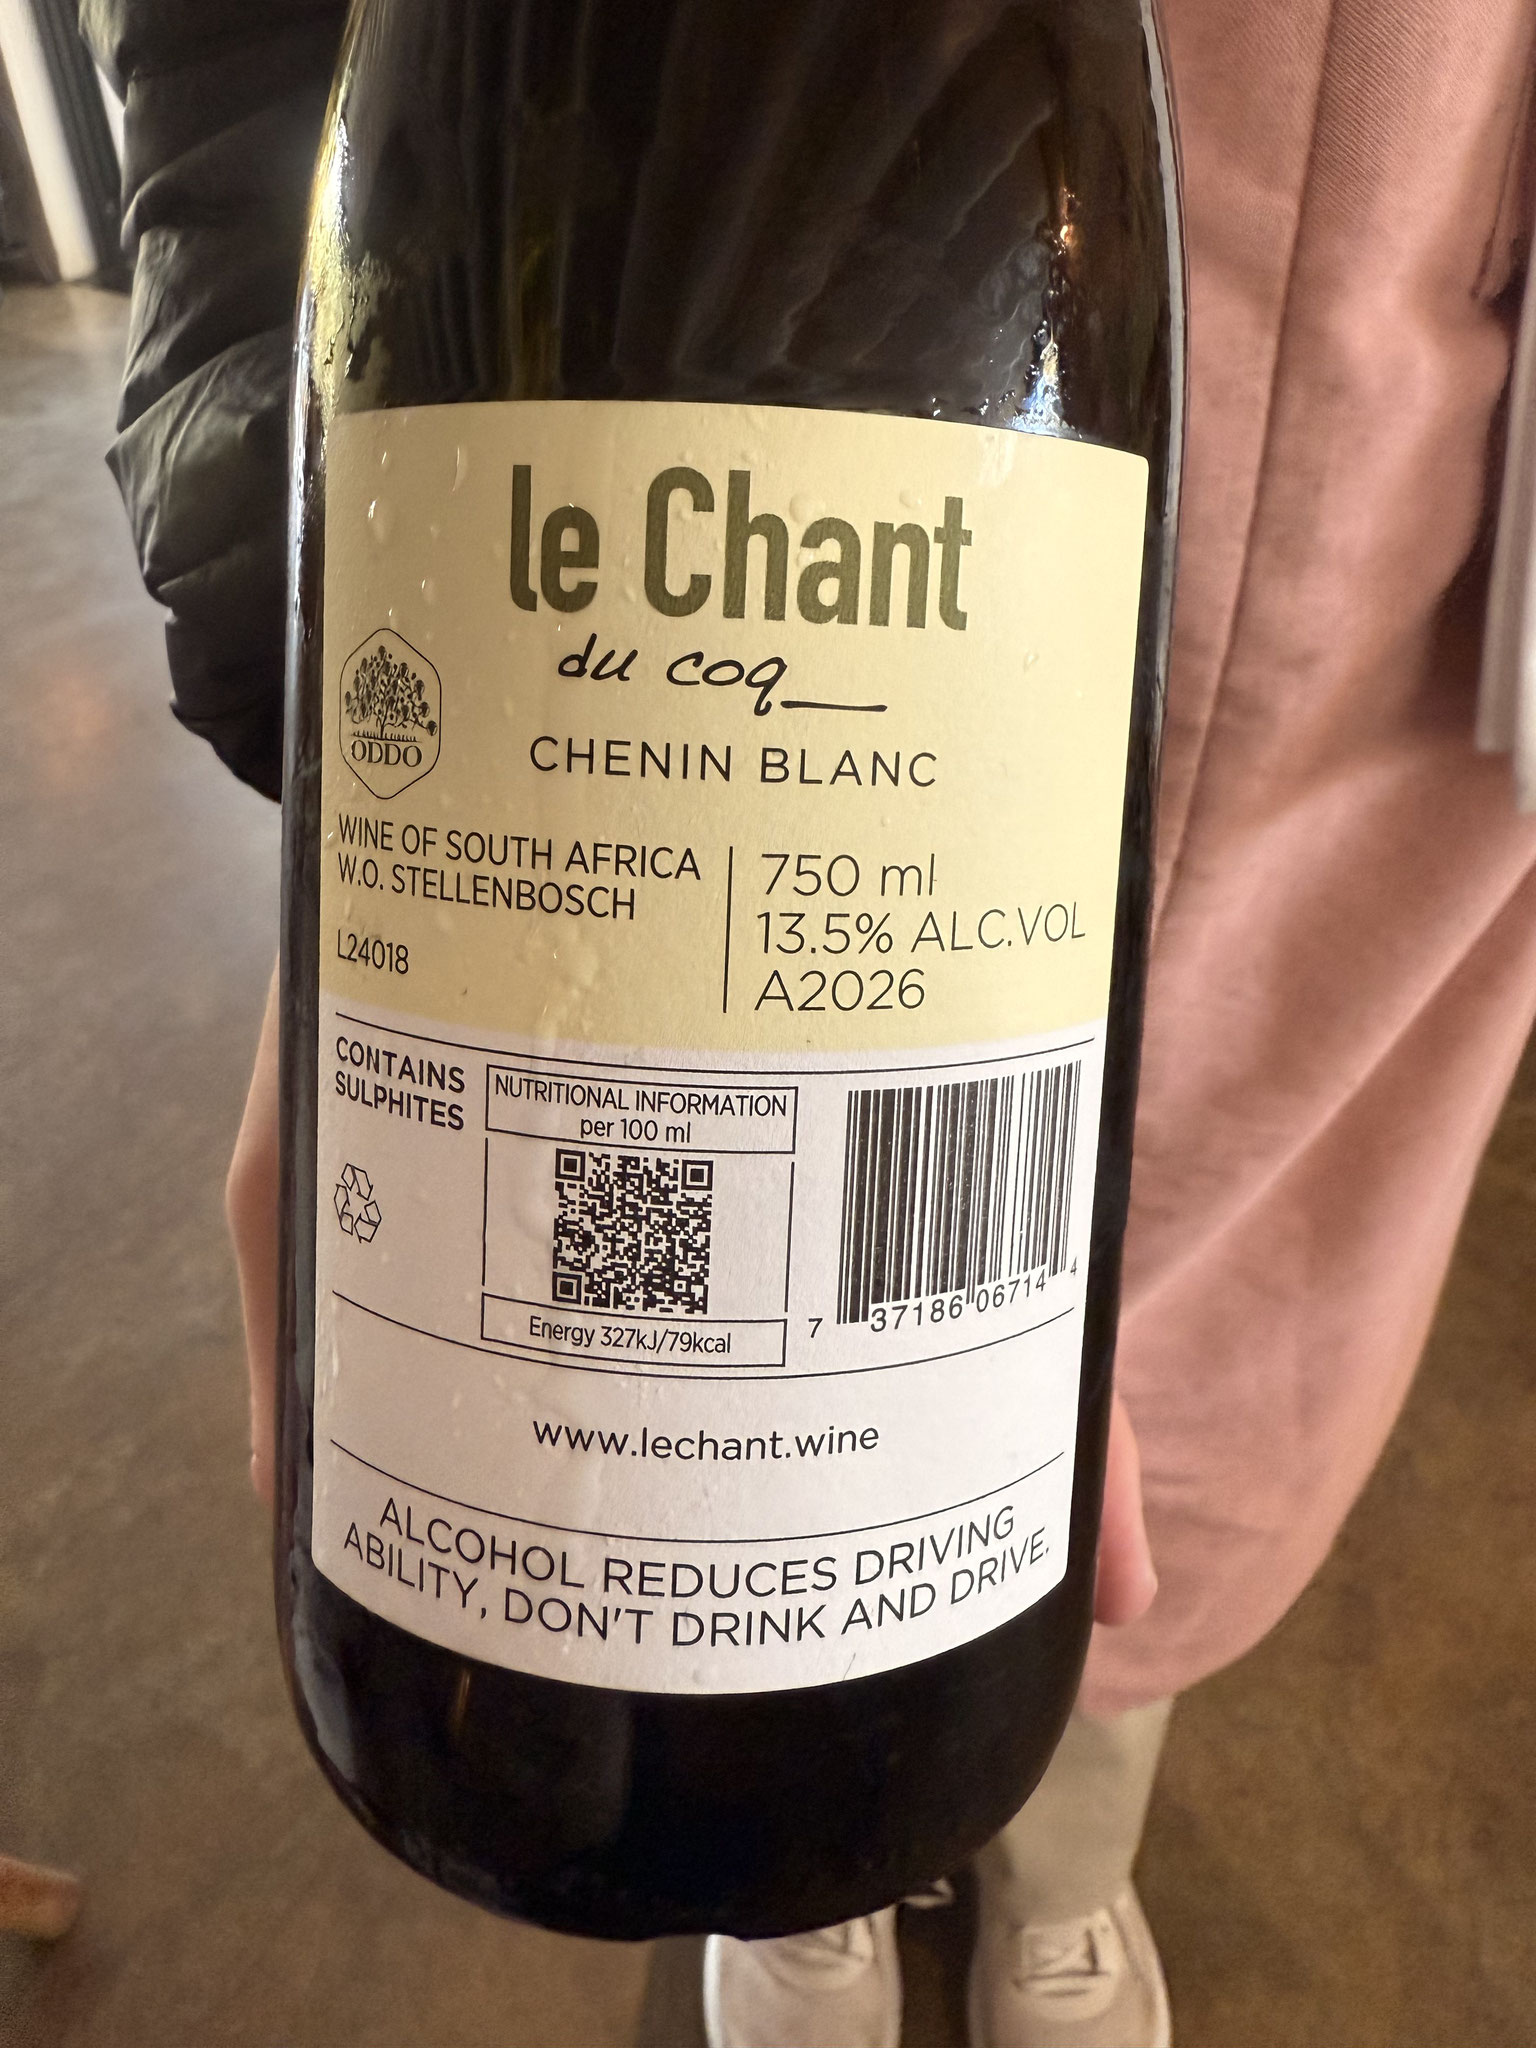 le Chant
du coq
CHENIN BLANC
ODDO
WINE OF SOUTH AFRICA
W.O. STELLENBOSCH
L24018
750 ml
13.5% ALC.VOL
A2026
CONTAINS
SULPHITES
NUTRITIONAL INFORMATION
per 100 ml
Energy 327kJ/79kcal
7 37186 06714 4
www.lechant.wine
ALCOHOL REDUCES DRIVING
ABILITY, DON'T DRINK AND DRIVE.